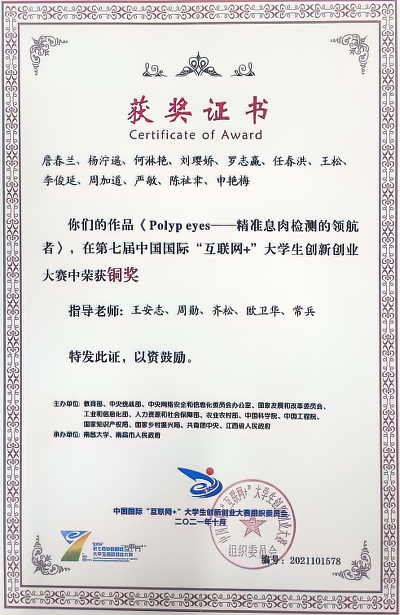 获奖证书
Certificate of Award
詹春兰、杨泞遥、何淋艳、刘璎娇、罗志赢、任春洪、王松、
李俊延、周加道、严敏、陈社聿、申艳梅
你们的作品《Polyp eyes——精准息肉检测的领航
者》，在第七届中国国际“互联网+”大学生创新创业
大赛中荣获铜奖
指导老师：王安志、周勋、齐松、欧卫华、常兵
特发此证，以资鼓励。
主办单位：教育部、中央统战部、中央网络安全和信息化委员会办公室、国家发展和改革委员会、
工业和信息化部、人力资源和社会保障部、农业农村部、中国科学院、中国工程院、
国家知识产权局、国家乡村振兴局、共青团中央、江西省人民政府
承办单位：南昌大学、南昌市人民政府
中国国际“互联网+”大学生创新创业大赛组织委员会
二〇二一年十月
组织委员会
编号：2021101578